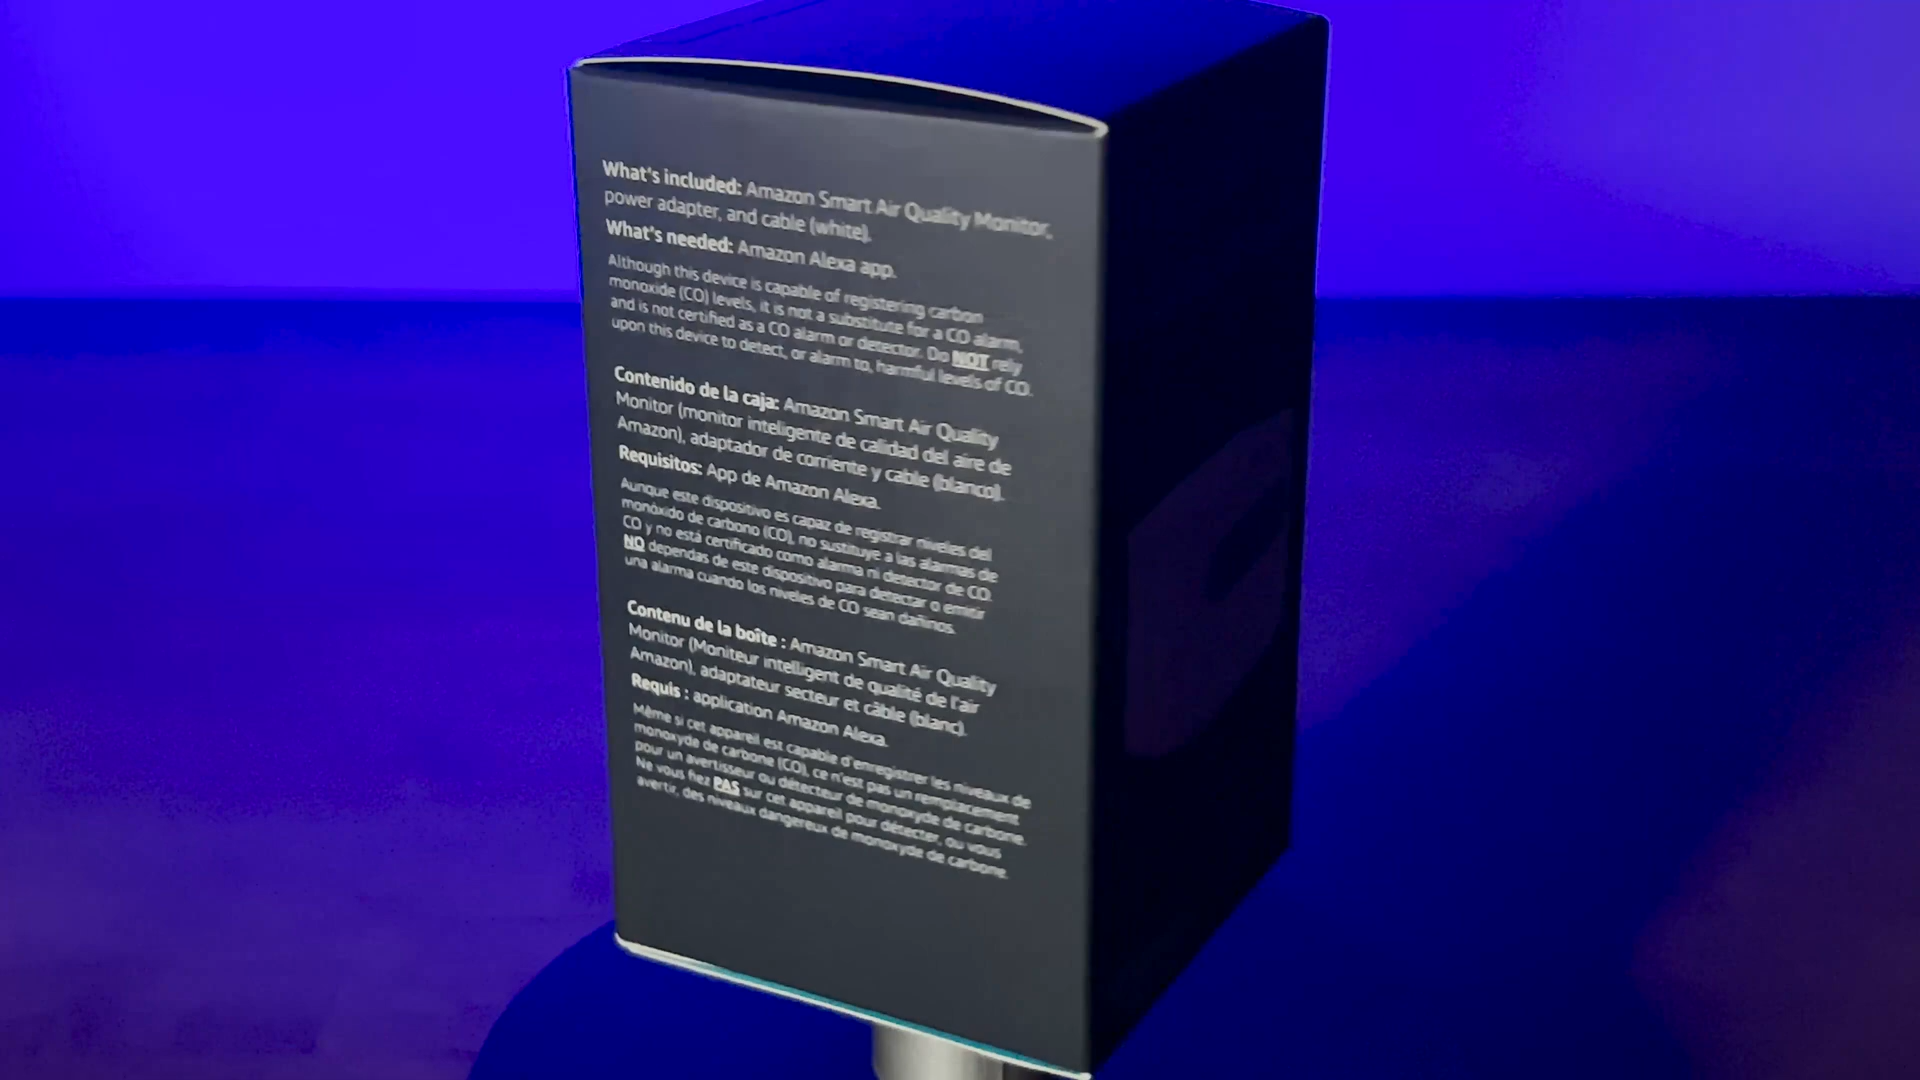 What's included: Amazon Smart Air Quality Monitor,
power adapter, and cable (white).
What's needed: Amazon Alexa app.
Although this device is capable of registering carbon
monoxide (CO) levels, it is not a substitute for a CO alarm,
and is not certified as a CO alarm or detector. Do NOT rely
upon this device to detect, or alarm to, harmful levels of CO.
Contenido de la caja: Amazon Smart Air Quality
Monitor (monitor inteligente de calidad del aire de
Amazon), adaptador de corriente y cable (blanco).
Requisitos: App de Amazon Alexa.
Aunque este dispositivo es capaz de registrar niveles del
monóxido de carbono (CO), no sustituye a las alarmas de
CO y no está certificado como alarma ni detector de CO.
NO dependas de este dispositivo para detectar o emitir
una alarma cuando los niveles de CO sean dañinos.
Contenu de la boîte : Amazon Smart Air Quality
Monitor (Moniteur intelligent de qualité de l'air
Amazon), adaptateur secteur et câble (blanc).
Requis : application Amazon Alexa.
Même si cet appareil est capable d'enregistrer les niveaux de
monoxyde de carbone (CO), ce n'est pas un remplacement
pour un avertisseur ou détecteur de monoxyde de carbone.
Ne vous fiez PAS sur cet appareil pour détecter, ou vous
avertir, des niveaux dangereux de monoxyde de carbone.